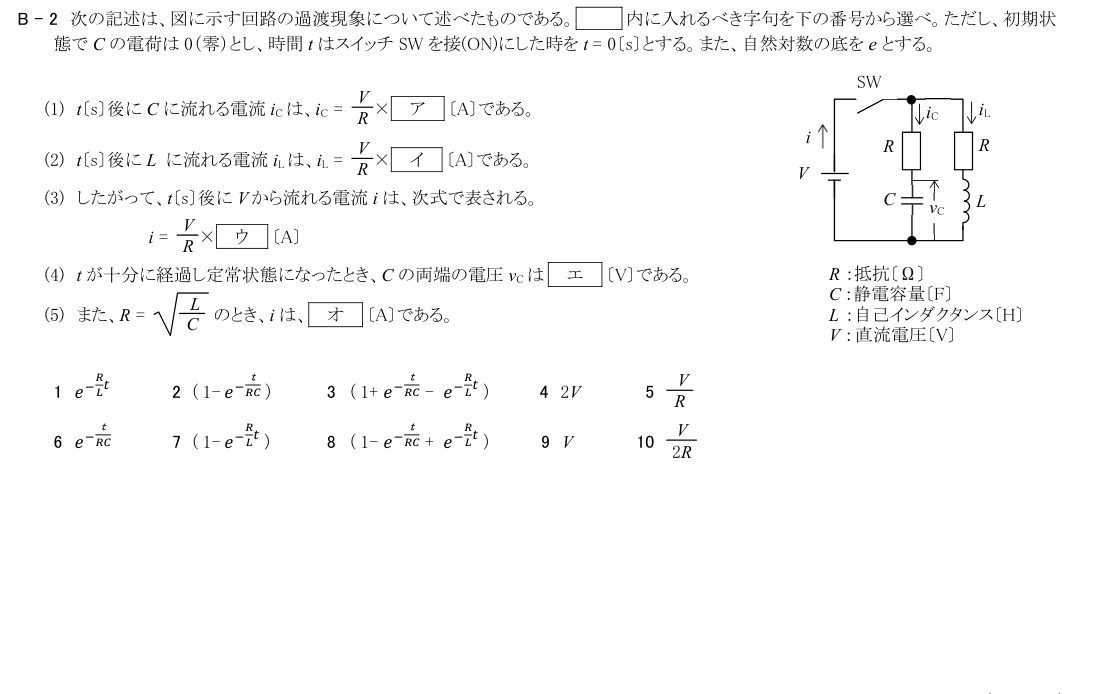 B－2 次の記述は、図に示す回路の過渡現象について述べたものである。□内に入れるべき字句を下の番号から選べ。ただし、初期状
態で C の電荷は 0(零)とし、時間 t はスイッチ SW を接(ON)にした時を t = 0〔s〕とする。また、自然対数の底を e とする。
(1) t〔s〕後に C に流れる電流 iC は、iC = V/R × ア 〔A〕である。
(2) t〔s〕後に L に流れる電流 iL は、iL = V/R × イ 〔A〕である。
(3) したがって、t〔s〕後に V から流れる電流 i は、次式で表される。
i = V/R × ウ 〔A〕
(4) t が十分に経過し定常状態になったとき、C の両端の電圧 vC は エ 〔V〕である。
(5) また、R = √(L/C) のとき、i は、 オ 〔A〕である。
SW
iC
iL
i
R
R
V
C
vC
L
R :抵抗〔Ω〕
C :静電容量〔F〕
L :自己インダクタンス〔H〕
V :直流電圧〔V〕
1 e^(−(R/L)t) 2 (1−e^(−t/RC)) 3 (1+e^(−t/RC) − e^(−(R/L)t)) 4 2V 5 V/R
6 e^(−t/RC) 7 (1−e^(−(R/L)t)) 8 (1−e^(−t/RC) + e^(−(R/L)t)) 9 V 10 V/2R